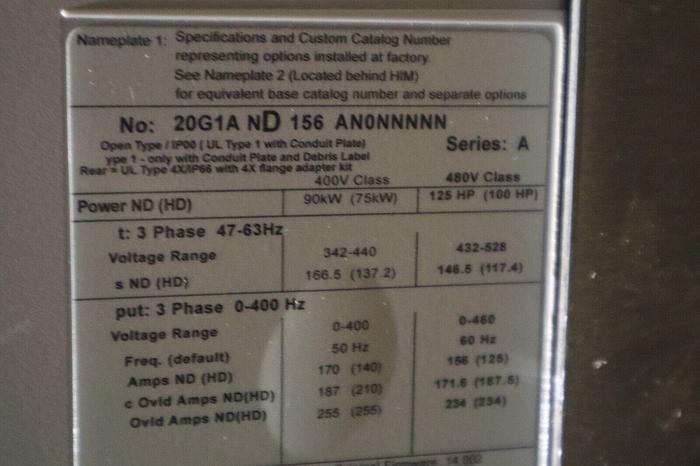 Nameplate 1: Specifications and Custom Catalog Number
representing options installed at factory.
See Nameplate 2 (Located behind HIM)
for equivalent base catalog number and separate options
No: 20G1A ND 156 AN0NNNNN
Open Type / IP00 ( UL Type 1 with Conduit Plate) Series: A
ype 1 - only with Conduit Plate and Debris Label
Rear = UL Type 4X/IP66 with 4X flange adapter kit
400V Class 480V Class
Power ND (HD) 90kW (75kW) 125 HP (100 HP)
t: 3 Phase 47-63Hz
Voltage Range 342-440 432-528
s ND (HD) 166.5 (137.2) 146.5 (117.4)
put: 3 Phase 0-400 Hz
Voltage Range 0-400 0-460
Freq. (default) 50 Hz 60 Hz
Amps ND (HD) 170 (140) 156 (125)
c Ovld Amps ND(HD) 187 (210) 171.6 (187.5)
Ovld Amps ND(HD) 255 (255) 234 (234)
Firmware 14.002